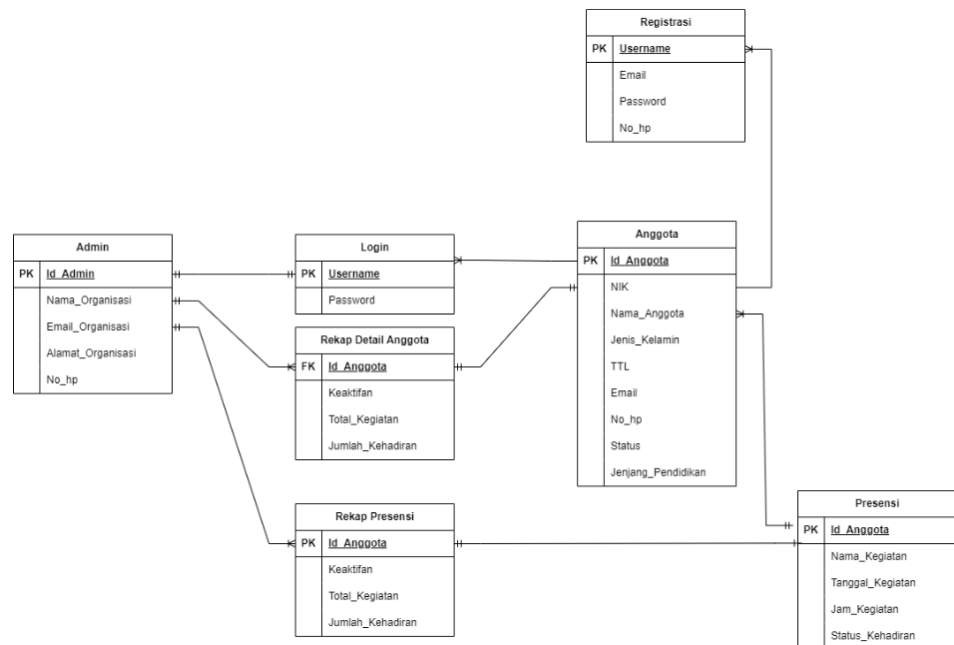 Registrasi
PK Username
Email
Password
No_hp
Admin
PK Id_Admin
Nama_Organisasi
Email_Organisasi
Alamat_Organisasi
No_hp
Login
PK Username
Password
Rekap Detail Anggota
FK Id_Anggota
Keaktifan
Total_Kegiatan
Jumlah_Kehadiran
Rekap Presensi
PK Id_Anggota
Keaktifan
Total_Kegiatan
Jumlah_Kehadiran
Anggota
PK Id_Anggota
NIK
Nama_Anggota
Jenis_Kelamin
TTL
Email
No_hp
Status
Jenjang_Pendidikan
Presensi
PK Id_Anggota
Nama_Kegiatan
Tanggal_Kegiatan
Jam_Kegiatan
Status_Kehadiran